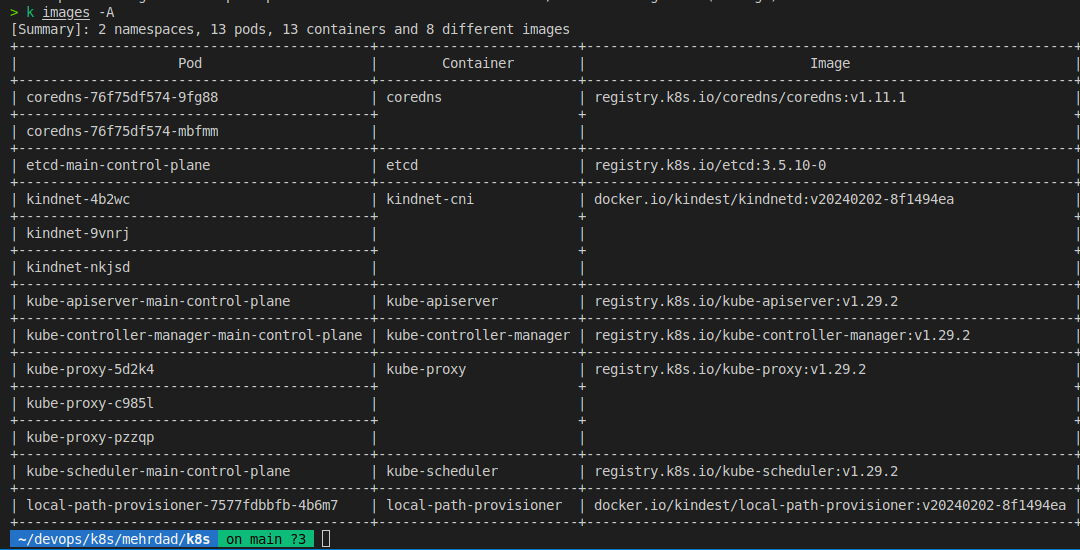 > k images -A
[Summary]: 2 namespaces, 13 pods, 13 containers and 8 different images
Pod Container Image
coredns-76f75df574-9fg88 coredns registry.k8s.io/coredns/coredns:v1.11.1
coredns-76f75df574-mbfmm
etcd-main-control-plane etcd registry.k8s.io/etcd:3.5.10-0
kindnet-4b2wc kindnet-cni docker.io/kindest/kindnetd:v20240202-8f1494ea
kindnet-9vnrj
kindnet-nkjsd
kube-apiserver-main-control-plane kube-apiserver registry.k8s.io/kube-apiserver:v1.29.2
kube-controller-manager-main-control-plane kube-controller-manager registry.k8s.io/kube-controller-manager:v1.29.2
kube-proxy-5d2k4 kube-proxy registry.k8s.io/kube-proxy:v1.29.2
kube-proxy-c985l
kube-proxy-pzzqp
kube-scheduler-main-control-plane kube-scheduler registry.k8s.io/kube-scheduler:v1.29.2
local-path-provisioner-7577fdbbfb-4b6m7 local-path-provisioner docker.io/kindest/local-path-provisioner:v20240202-8f1494ea
~/devops/k8s/mehrdad/k8s on main ?3